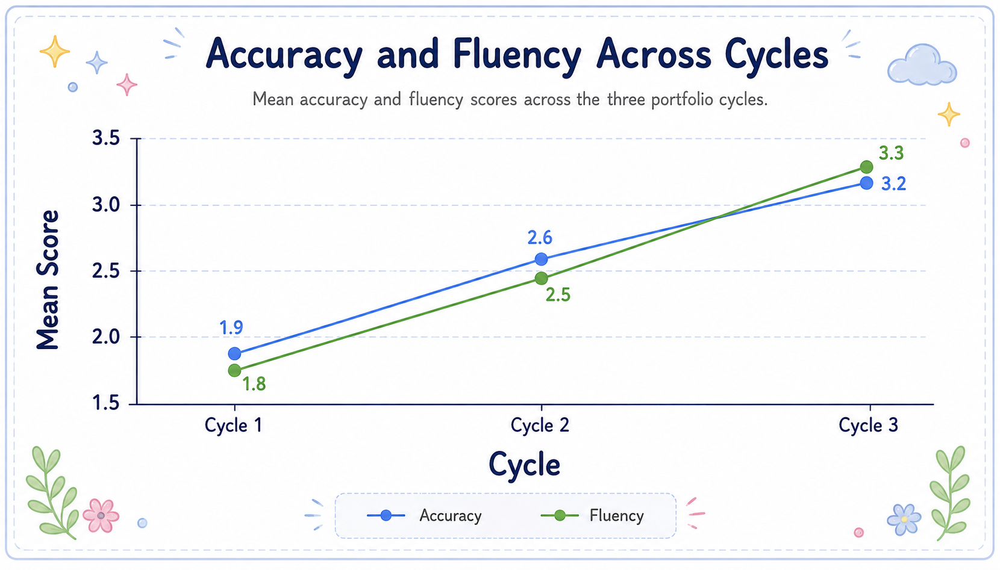 Accuracy and Fluency Across Cycles
Mean accuracy and fluency scores across the three portfolio cycles.
Mean Score
3.5
3.0
2.5
2.0
1.5
1.9
1.8
2.6
2.5
3.3
3.2
Cycle 1
Cycle 2
Cycle 3
Cycle
Accuracy
Fluency